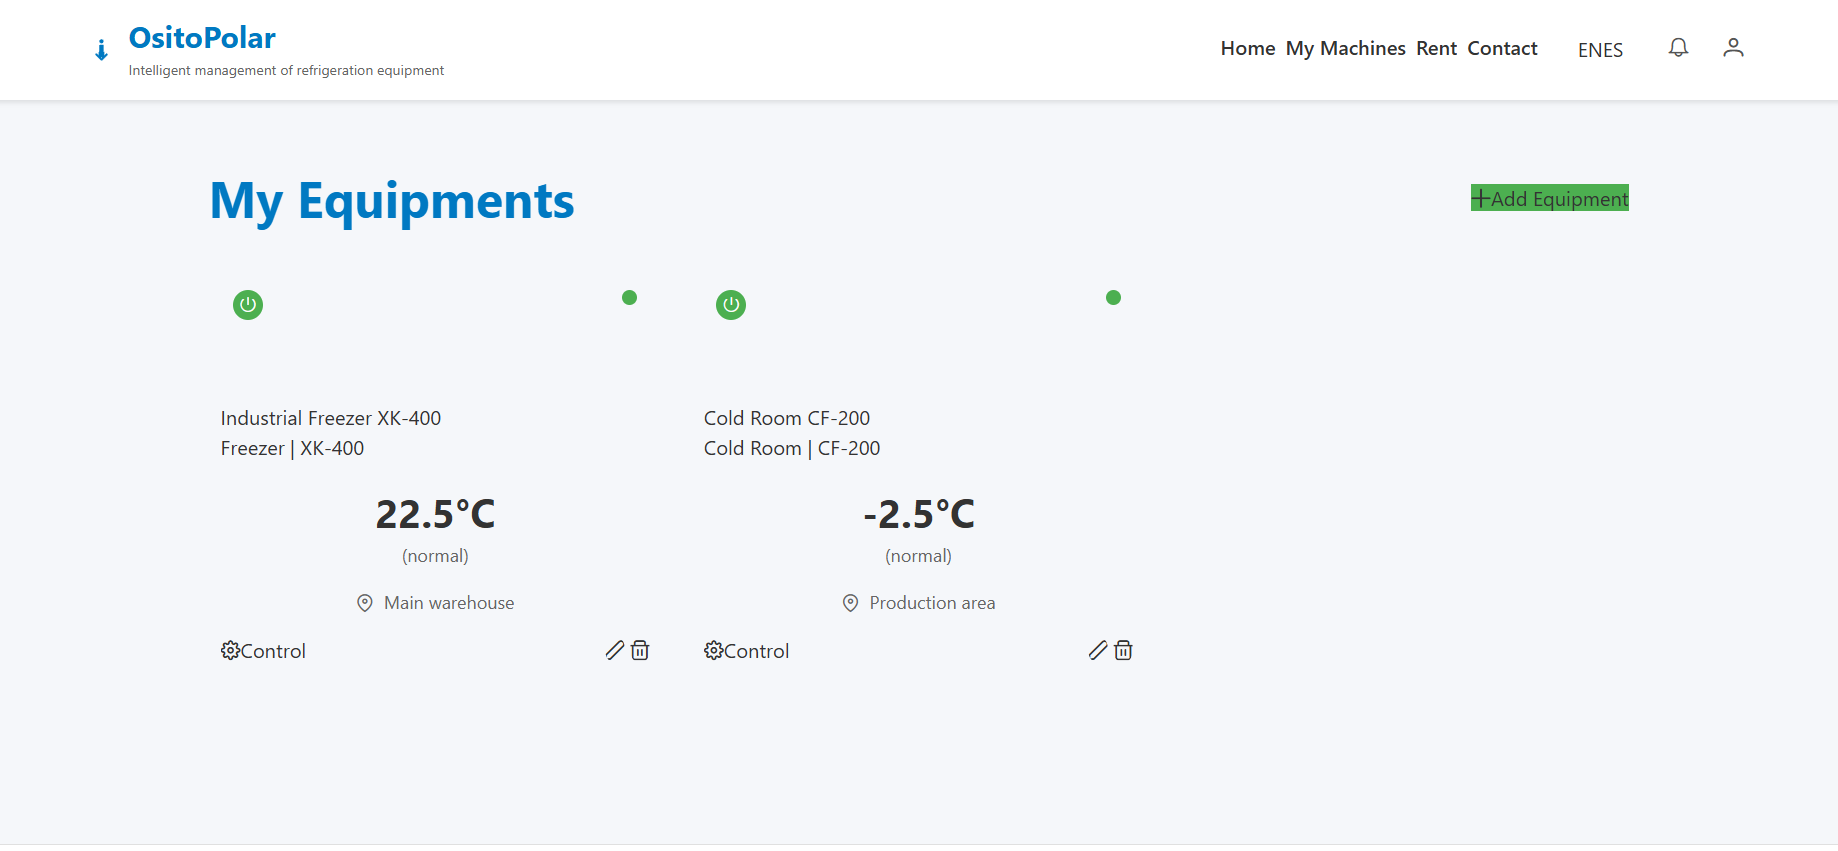 OsitoPolar
Intelligent management of refrigeration equipment
Home My Machines Rent Contact ENES
My Equipments
Add Equipment
Industrial Freezer XK-400
Freezer | XK-400
22.5°C
(normal)
Main warehouse
Control
Cold Room CF-200
Cold Room | CF-200
-2.5°C
(normal)
Production area
Control